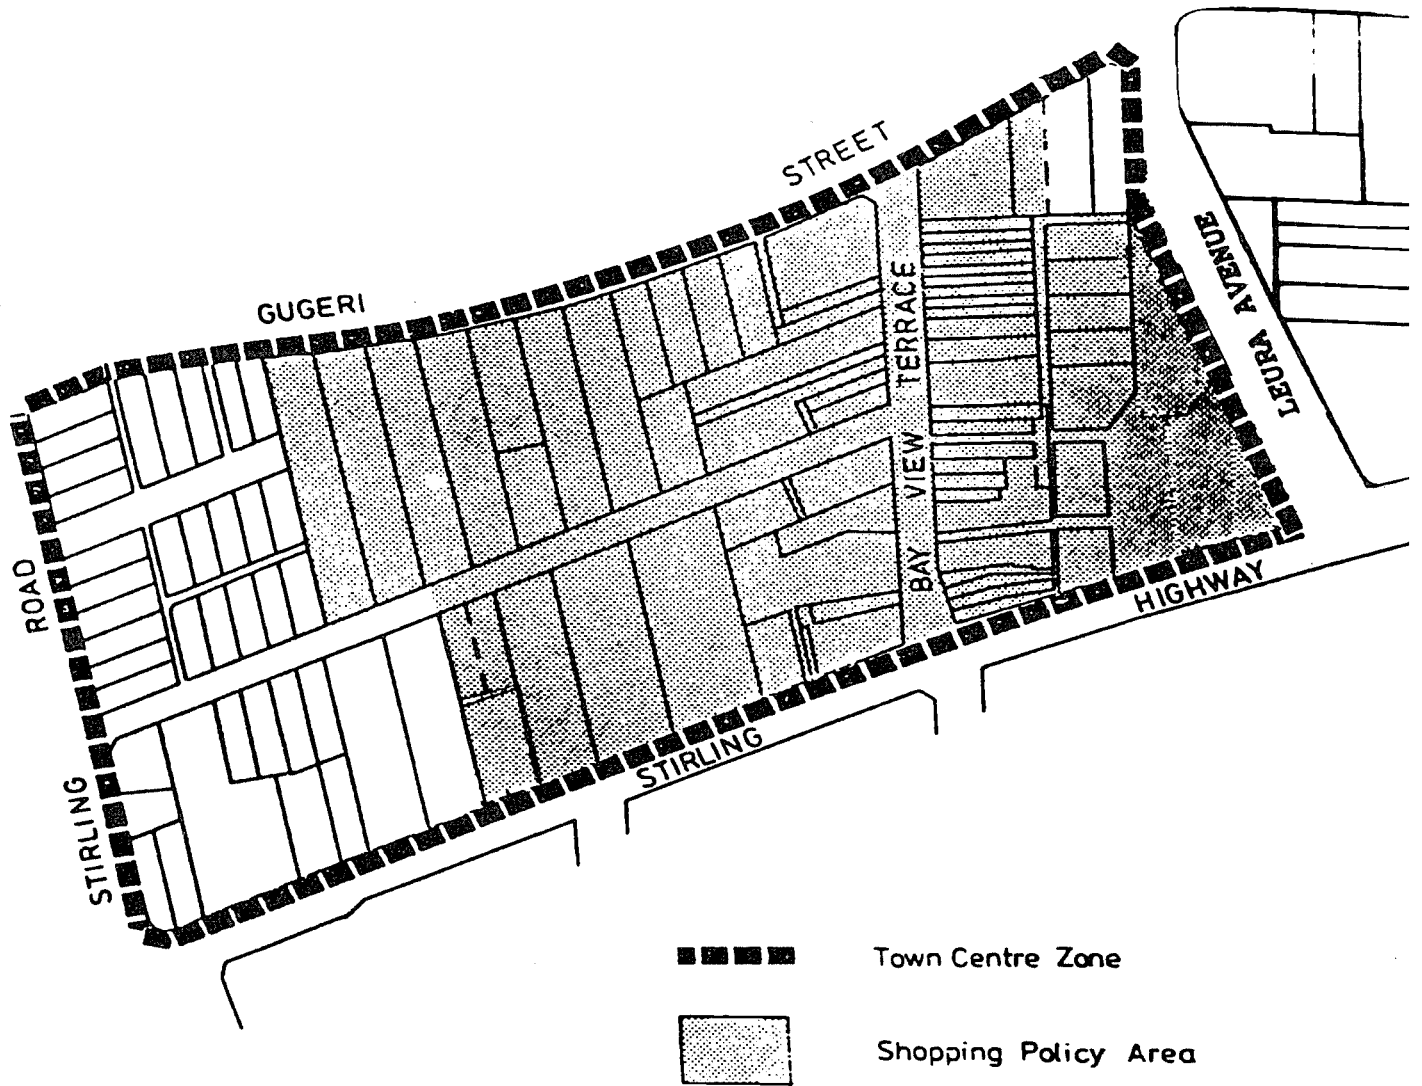 STREET
GUGERI
LEURA AVENUE
BAY VIEW TERRACE
STIRLING ROAD
STIRLING HIGHWAY
Town Centre Zone
Shopping Policy Area